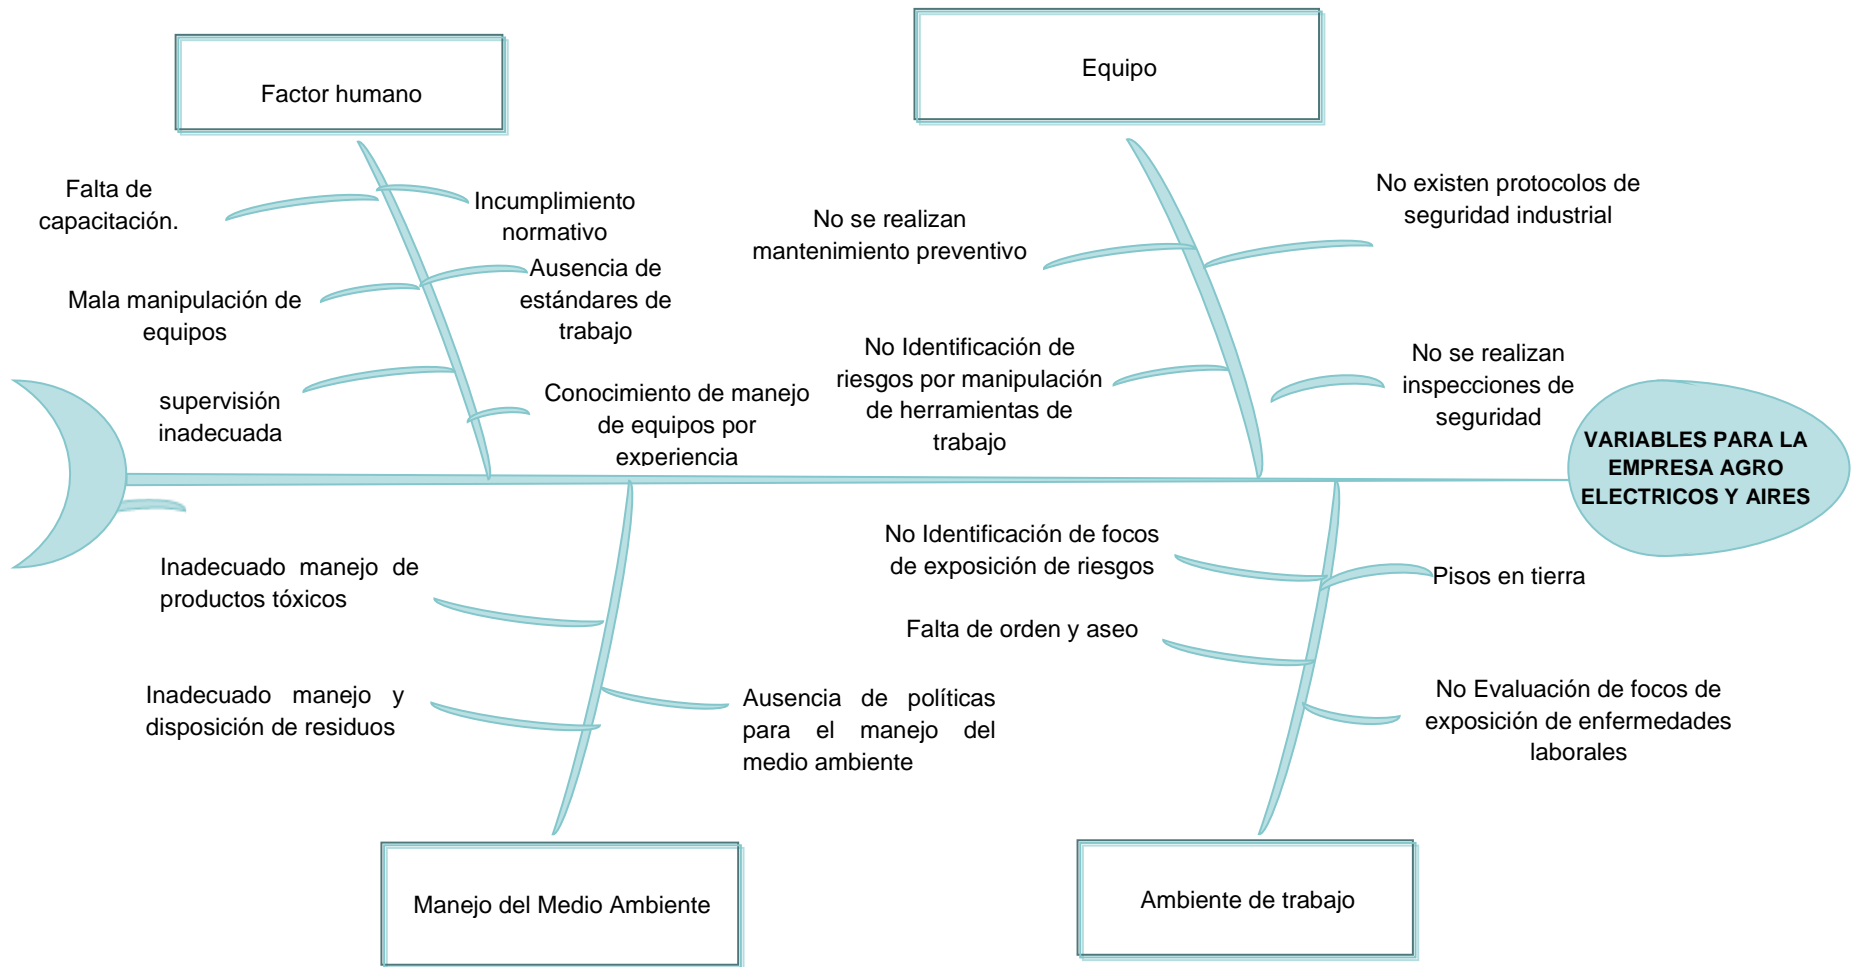 Factor humano
Equipo
Falta de
capacitación.
Incumplimiento
normativo
Mala manipulación de
equipos
Ausencia de
estándares de
trabajo
supervisión
inadecuada
Conocimiento de manejo
de equipos por
experiencia
No se realizan
mantenimiento preventivo
No existen protocolos de
seguridad industrial
No Identificación de
riesgos por manipulación
de herramientas de
trabajo
No se realizan
inspecciones de
seguridad
VARIABLES PARA LA
EMPRESA AGRO
ELECTRICOS Y AIRES
Inadecuado manejo de
productos tóxicos
Inadecuado manejo y
disposición de residuos
Ausencia de políticas
para el manejo del
medio ambiente
No Identificación de focos
de exposición de riesgos
Pisos en tierra
Falta de orden y aseo
No Evaluación de focos de
exposición de enfermedades
laborales
Manejo del Medio Ambiente
Ambiente de trabajo